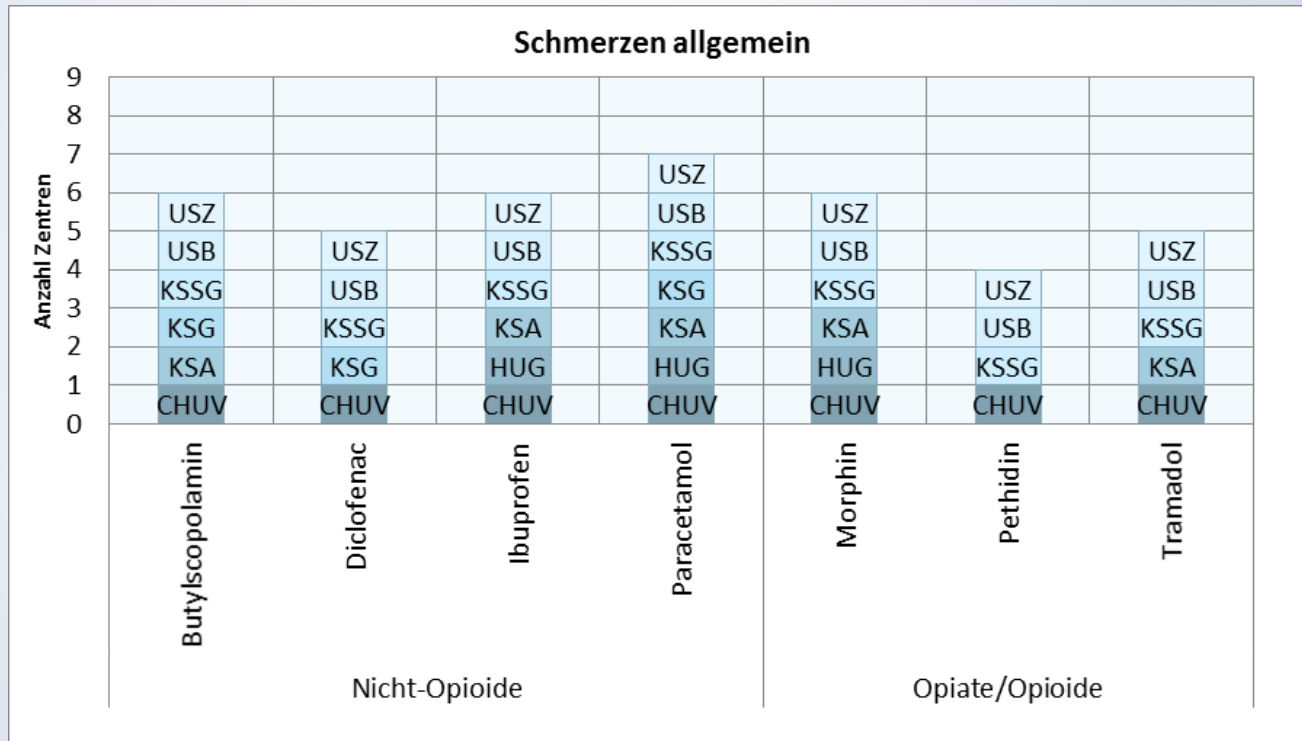 Schmerzen allgemein
Anzahl Zentren
9
8
7
6
5
4
3
2
1
0
USZ
USB
KSSG
KSG
KSA
CHUV
USZ
USB
KSSG
KSG
CHUV
USZ
USB
KSSG
KSA
HUG
CHUV
USZ
USB
KSSG
KSG
KSA
HUG
CHUV
USZ
USB
KSSG
KSA
HUG
CHUV
USZ
USB
KSSG
CHUV
USZ
USB
KSSG
KSA
CHUV
Butylscopolamin
Diclofenac
Ibuprofen
Paracetamol
Morphin
Pethidin
Tramadol
Nicht-Opioide
Opiate/Opioide